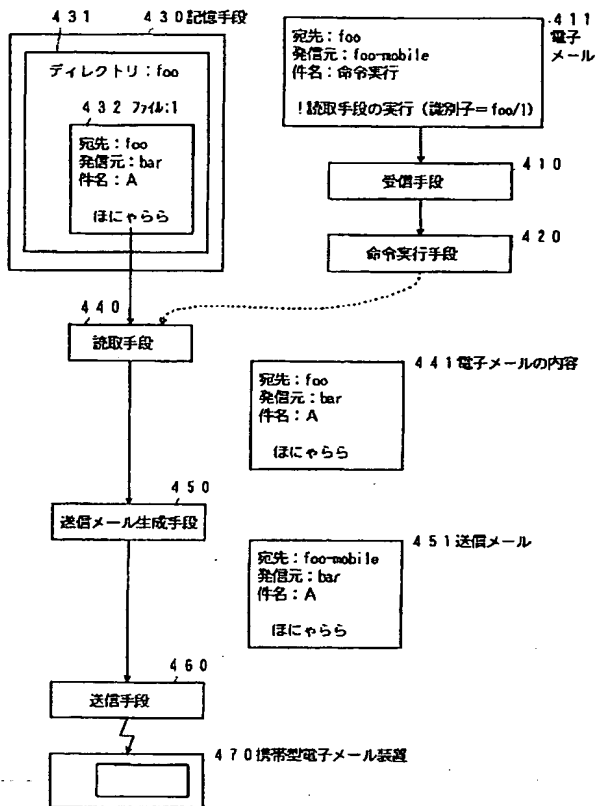 431
430記憶手段
ディレクトリ:foo
432 ファイル:1
宛先:foo
発信元:bar
件名:A
ほにゃらら
411
電子
メール
宛先:foo
発信元:foo-mobile
件名:命令実行
!読取手段の実行(識別子=foo/1)
410
受信手段
420
命令実行手段
440
読取手段
441電子メールの内容
宛先:foo
発信元:bar
件名:A
ほにゃらら
450
送信メール生成手段
451送信メール
宛先:foo-mobile
発信元:bar
件名:A
ほにゃらら
460
送信手段
470携帯型電子メール装置